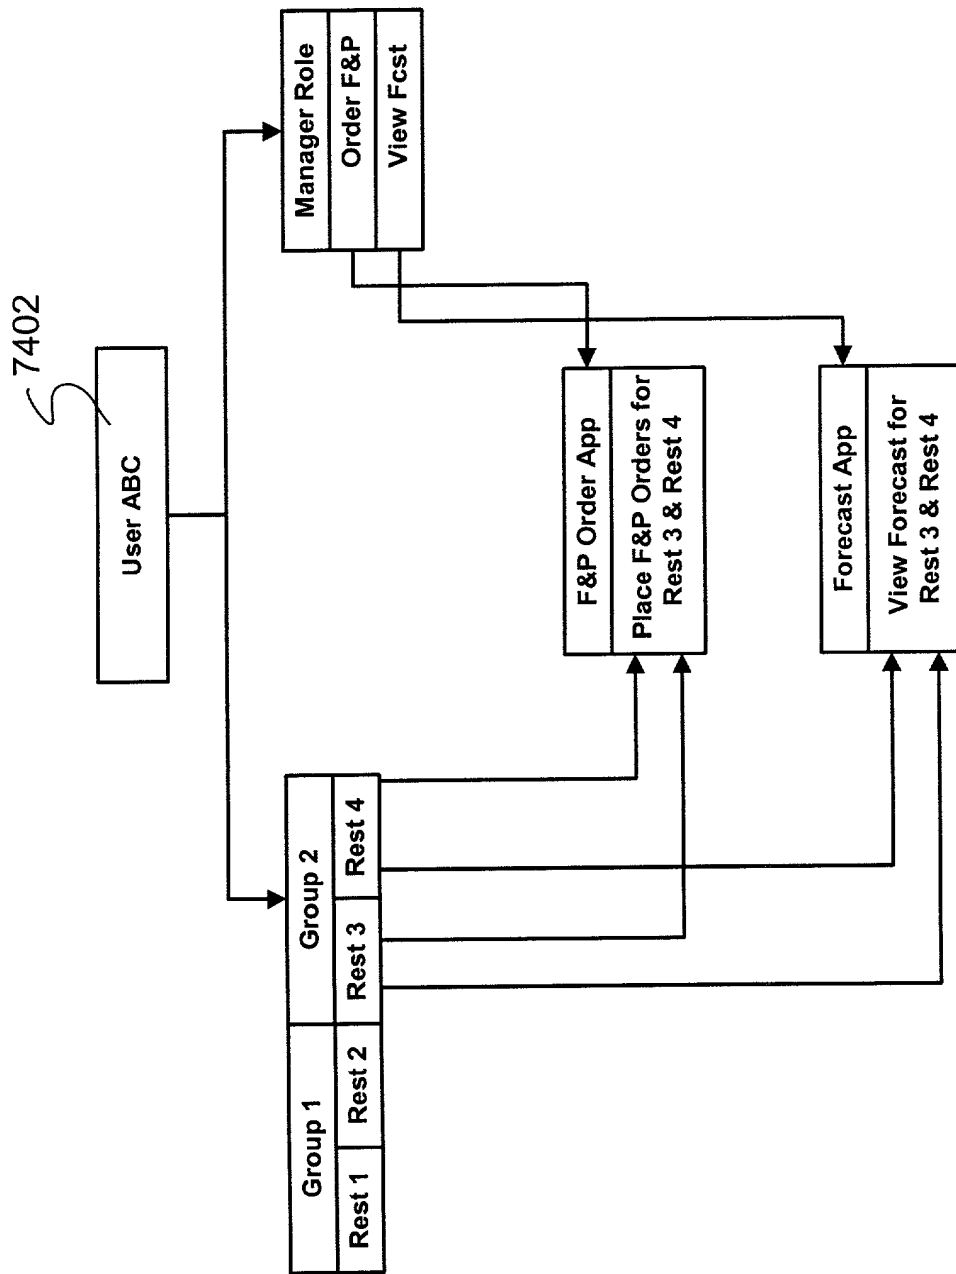 7402
User ABC
Group 1
Group 2
Rest 1
Rest 2
Rest 3
Rest 4
Manager Role
Order F&P
View Fcst
F&P Order App
Place F&P Orders for
Rest 3 & Rest 4
Forecast App
View Forecast for
Rest 3 & Rest 4